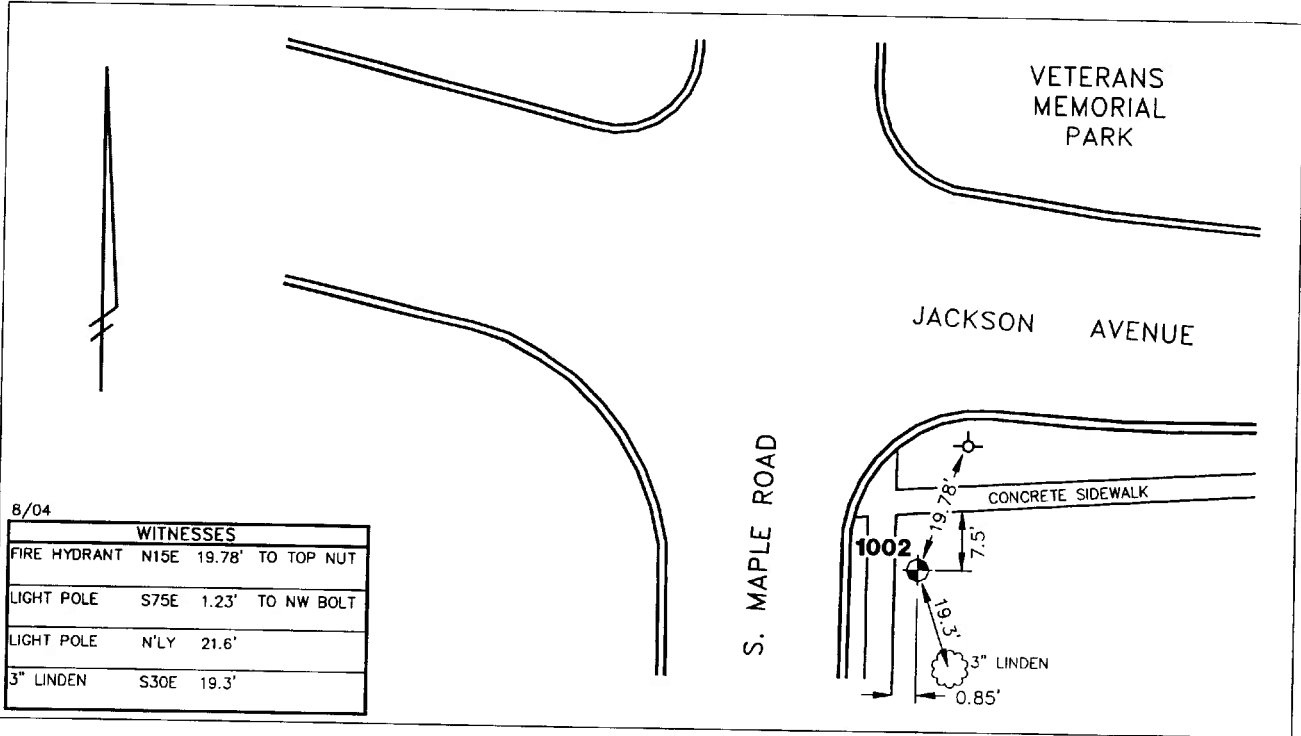 VETERANS
MEMORIAL
PARK
JACKSON AVENUE
S. MAPLE ROAD
CONCRETE SIDEWALK
19.78'
7.5'
1002
19.3'
3" LINDEN
0.85'
8/04
WITNESSES
FIRE HYDRANT N15E 19.78' TO TOP NUT
LIGHT POLE S75E 1.23' TO NW BOLT
LIGHT POLE N'LY 21.6'
3" LINDEN S30E 19.3'